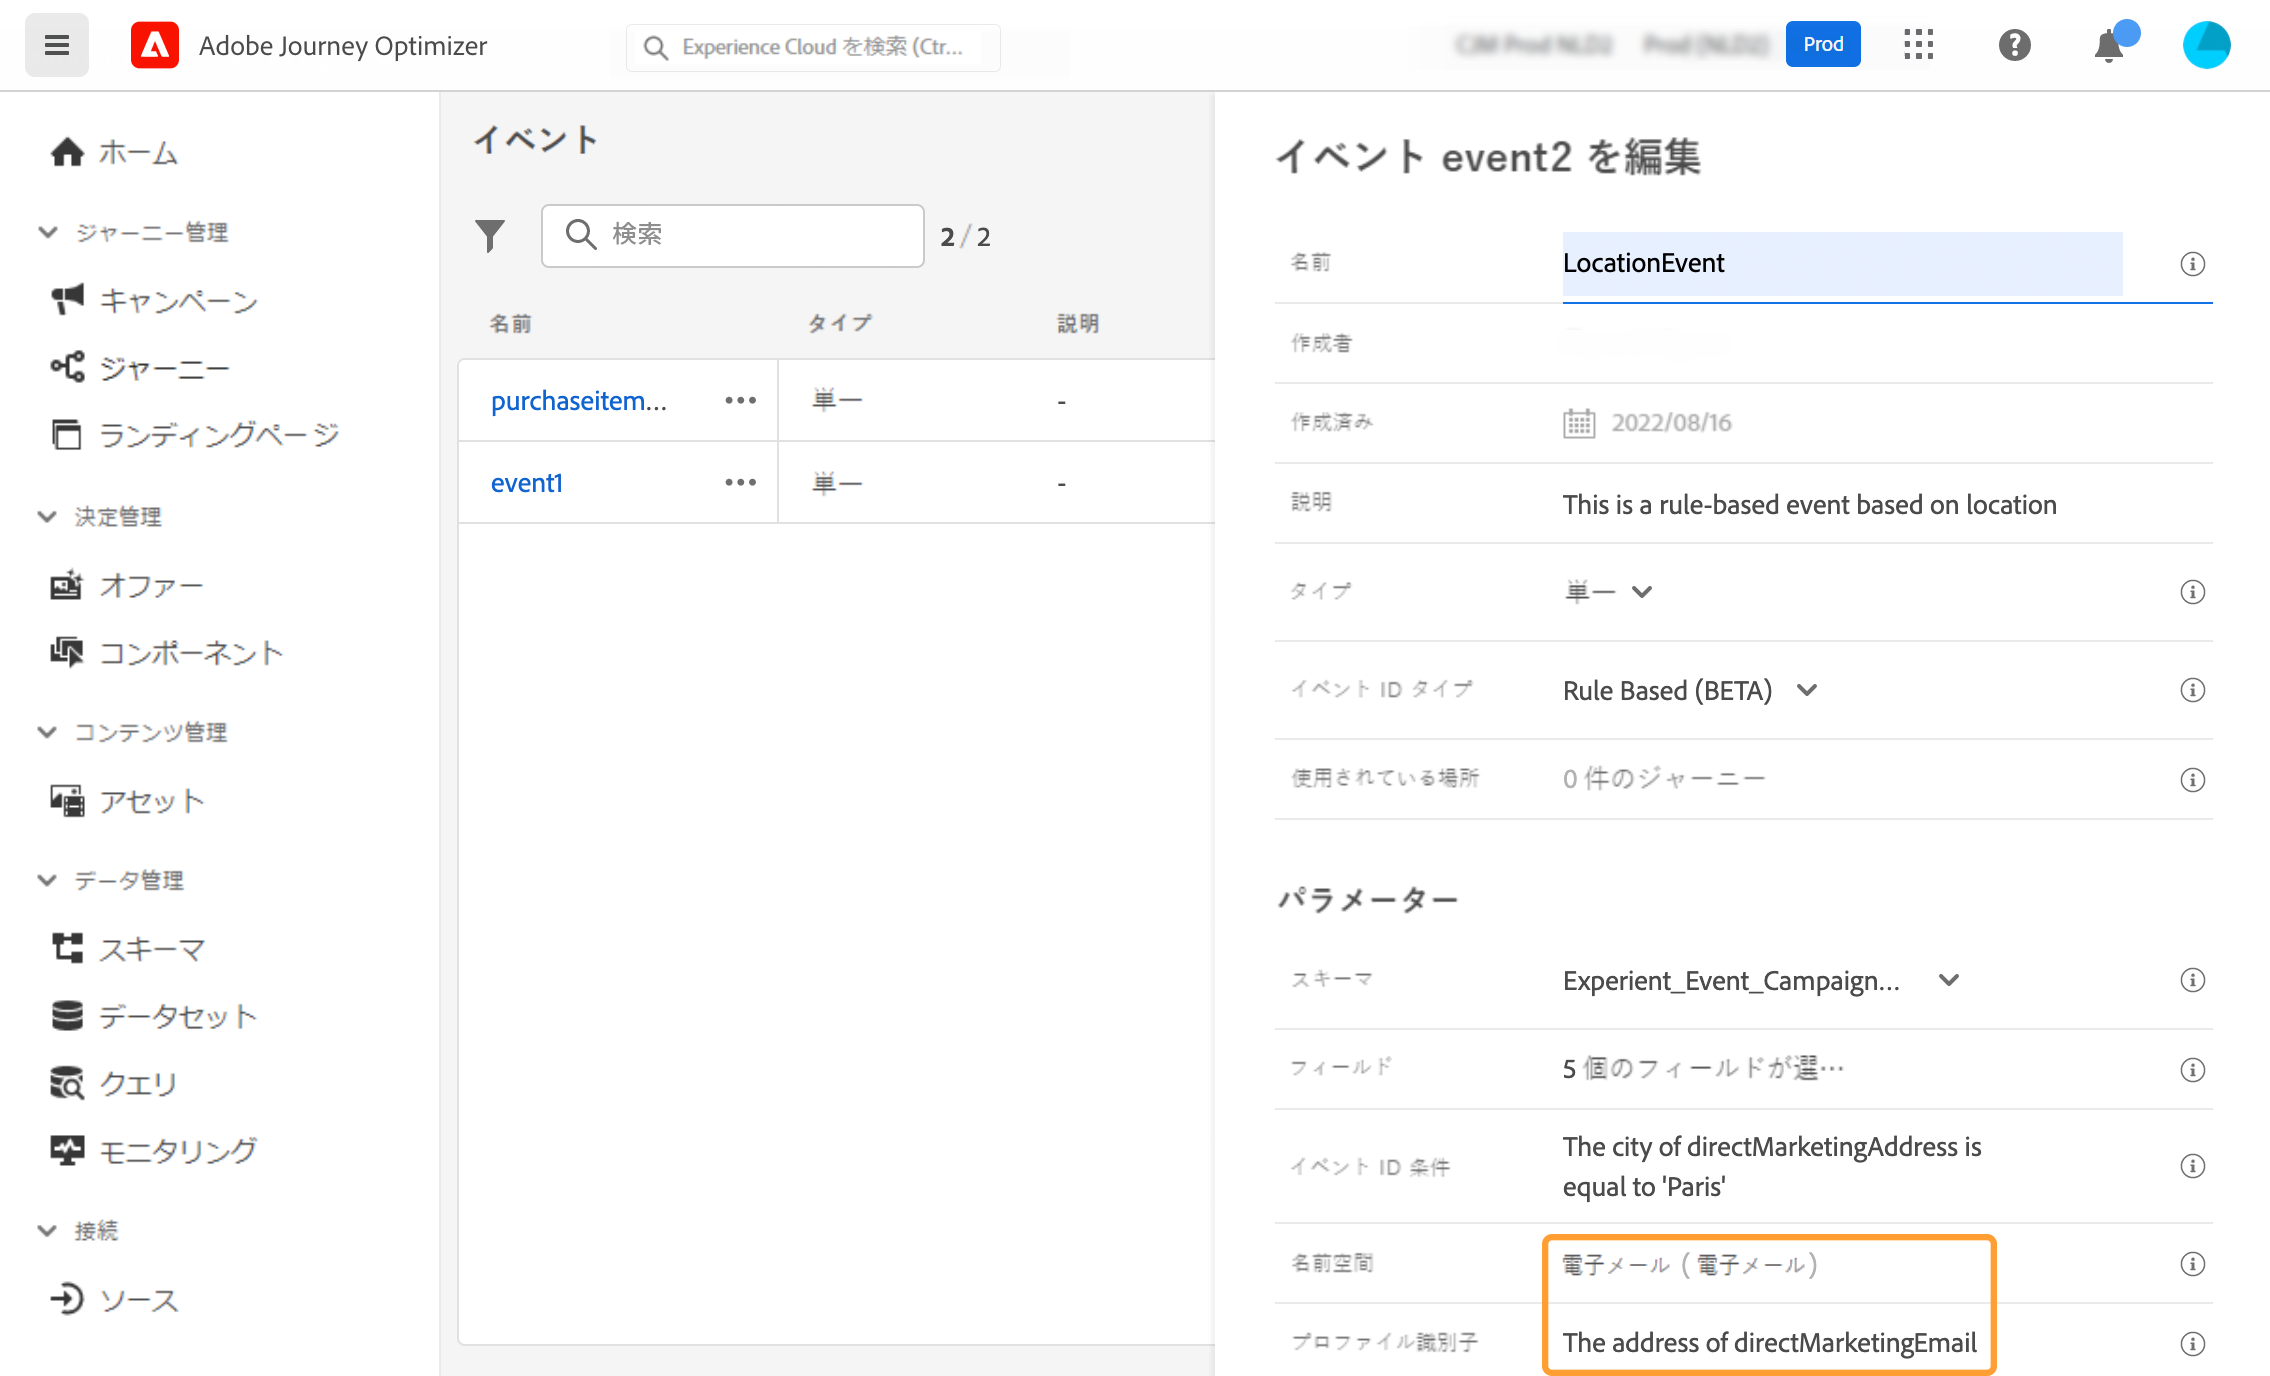 Adobe Journey Optimizer
Experience Cloud を検索 (Ctr...
Prod
ホーム
ジャーニー管理
キャンペーン
ジャーニー
ランディングページ
決定管理
オファー
コンポーネント
コンテンツ管理
アセット
データ管理
スキーマ
データセット
クエリ
モニタリング
接続
ソース
イベント
検索
2 / 2
名前 タイプ 説明
purchaseitem... 単一 -
event1 単一 -
イベント event2 を編集
名前 LocationEvent
作成者
作成済み 2022/08/16
説明 This is a rule-based event based on location
タイプ 単一
イベント ID タイプ Rule Based (BETA)
使用されている場所 0 件のジャーニー
パラメーター
スキーマ Experient_Event_Campaign...
フィールド 5 個のフィールドが選…
イベント ID 条件 The city of directMarketingAddress is
equal to 'Paris'
名前空間 電子メール（電子メール）
プロファイル識別子 The address of directMarketingEmail